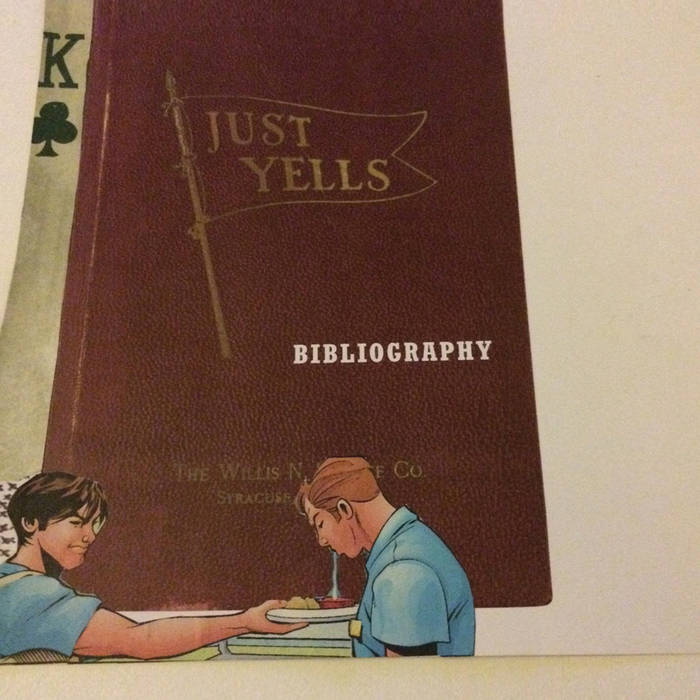 K
JUST
YELLS
BIBLIOGRAPHY
THE WILLIS N. CO.
SYRACUSE